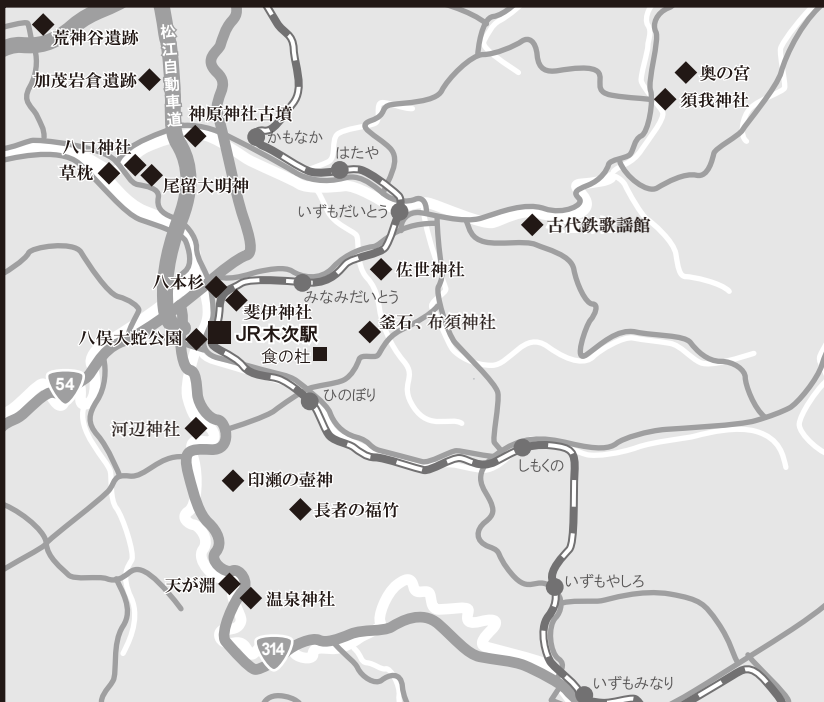 荒神谷遺跡
松江自動車道
加茂岩倉遺跡
奥の宮
須我神社
神原神社古墳
かもなか
八口神社
はたや
草枕
尾留大明神
いずもだいとう
古代鉄歌謡館
佐世神社
八本杉
みなみだいとう
斐伊神社
釜石、布須神社
八俣大蛇公園
JR木次駅
食の杜
54
ひのぼり
河辺神社
しもくの
印瀬の壺神
長者の福竹
天が淵
いずもやしろ
温泉神社
314
いずもみなり